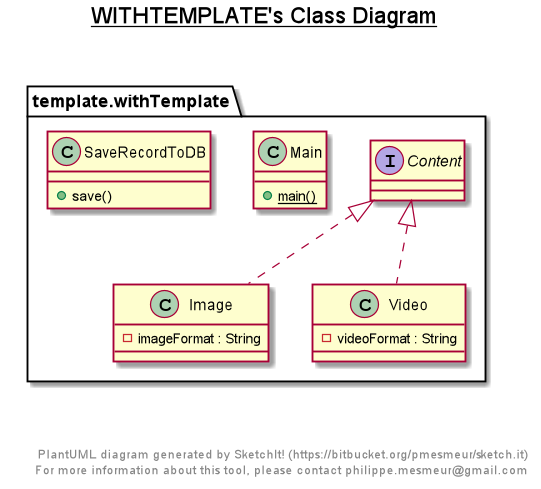 WITHTEMPLATE's Class Diagram
template.withTemplate
C SaveRecordToDB
save()
C Main
main()
I Content
C Image
imageFormat : String
C Video
videoFormat : String
PlantUML diagram generated by SketchIt! (https://bitbucket.org/pmesmeur/sketch.it)
For more information about this tool, please contact philippe.mesmeur@gmail.com